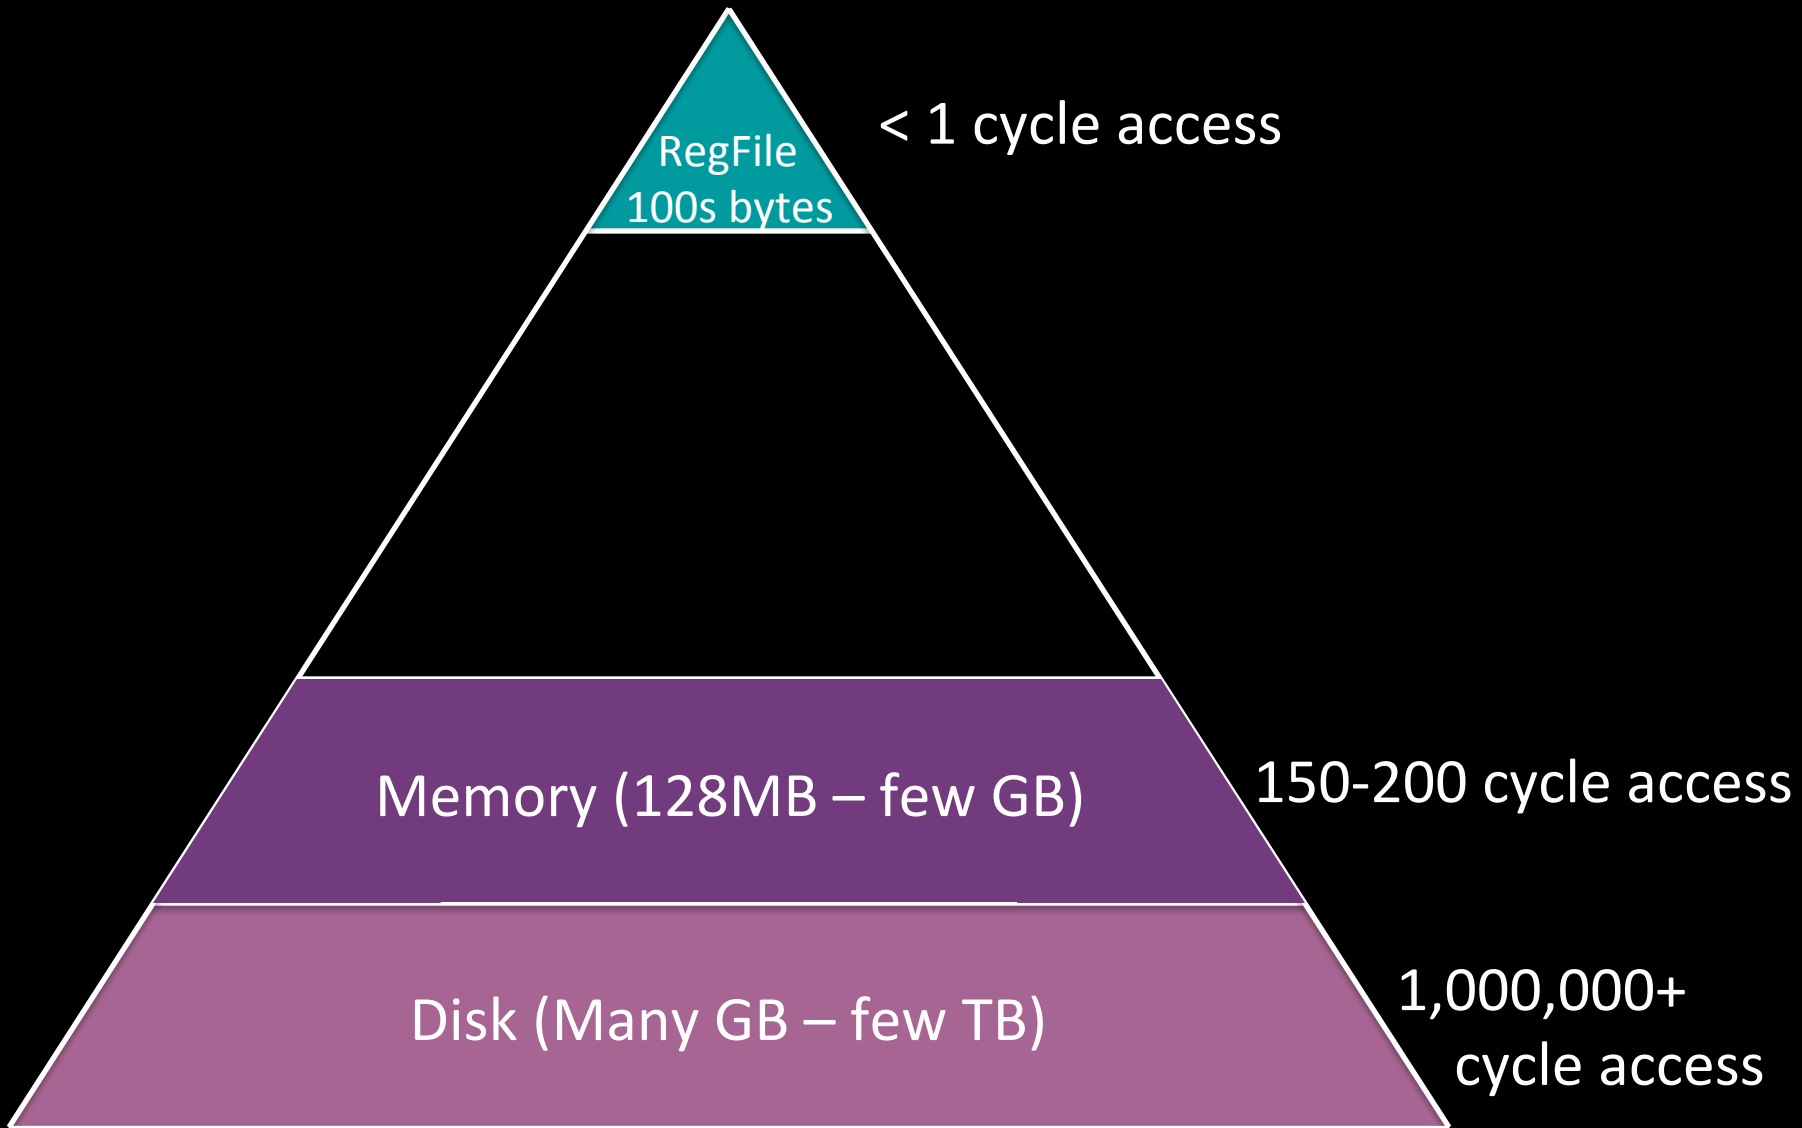 < 1 cycle access
RegFile
100s bytes
Memory (128MB – few GB)
150-200 cycle access
Disk (Many GB – few TB)
1,000,000+
cycle access